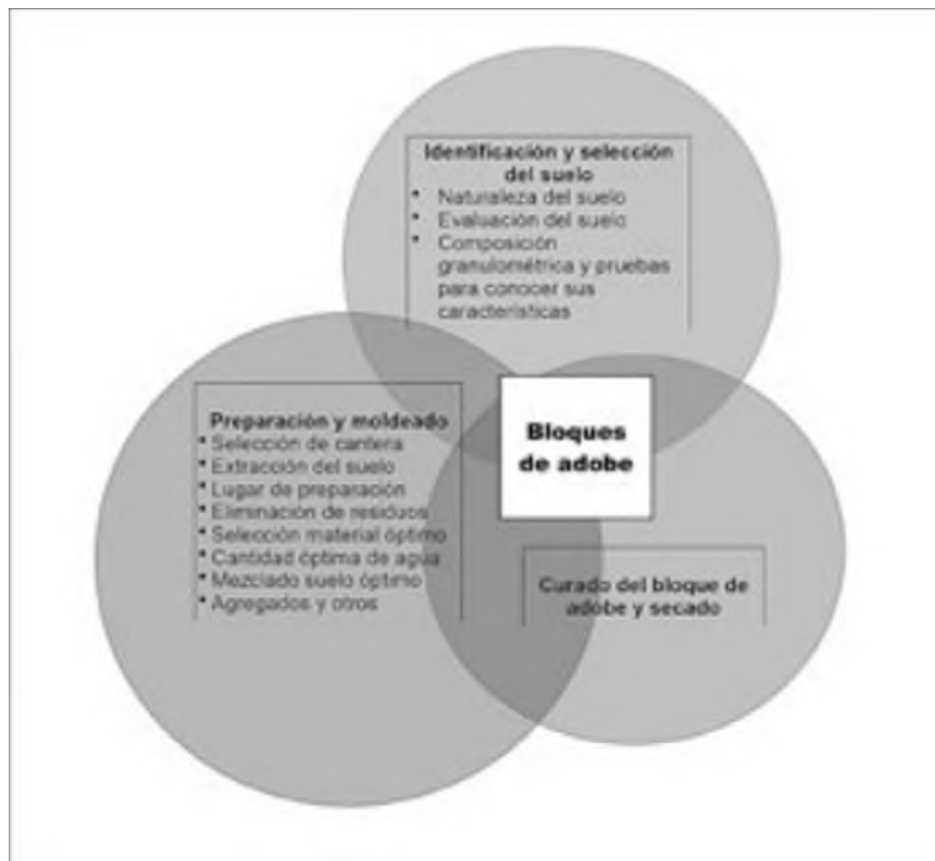 Identificación y selección
del suelo
• Naturaleza del suelo
• Evaluación del suelo
• Composición
granulométrica y pruebas
para conocer sus
características
Preparación y moldeado
• Selección de cantera
• Extracción del suelo
• Lugar de preparación
• Eliminación de residuos
• Selección material óptimo
• Cantidad óptima de agua
• Mezclado suelo óptimo
• Agregados y otros
Bloques
de adobe
Curado del bloque de
adobe y secado